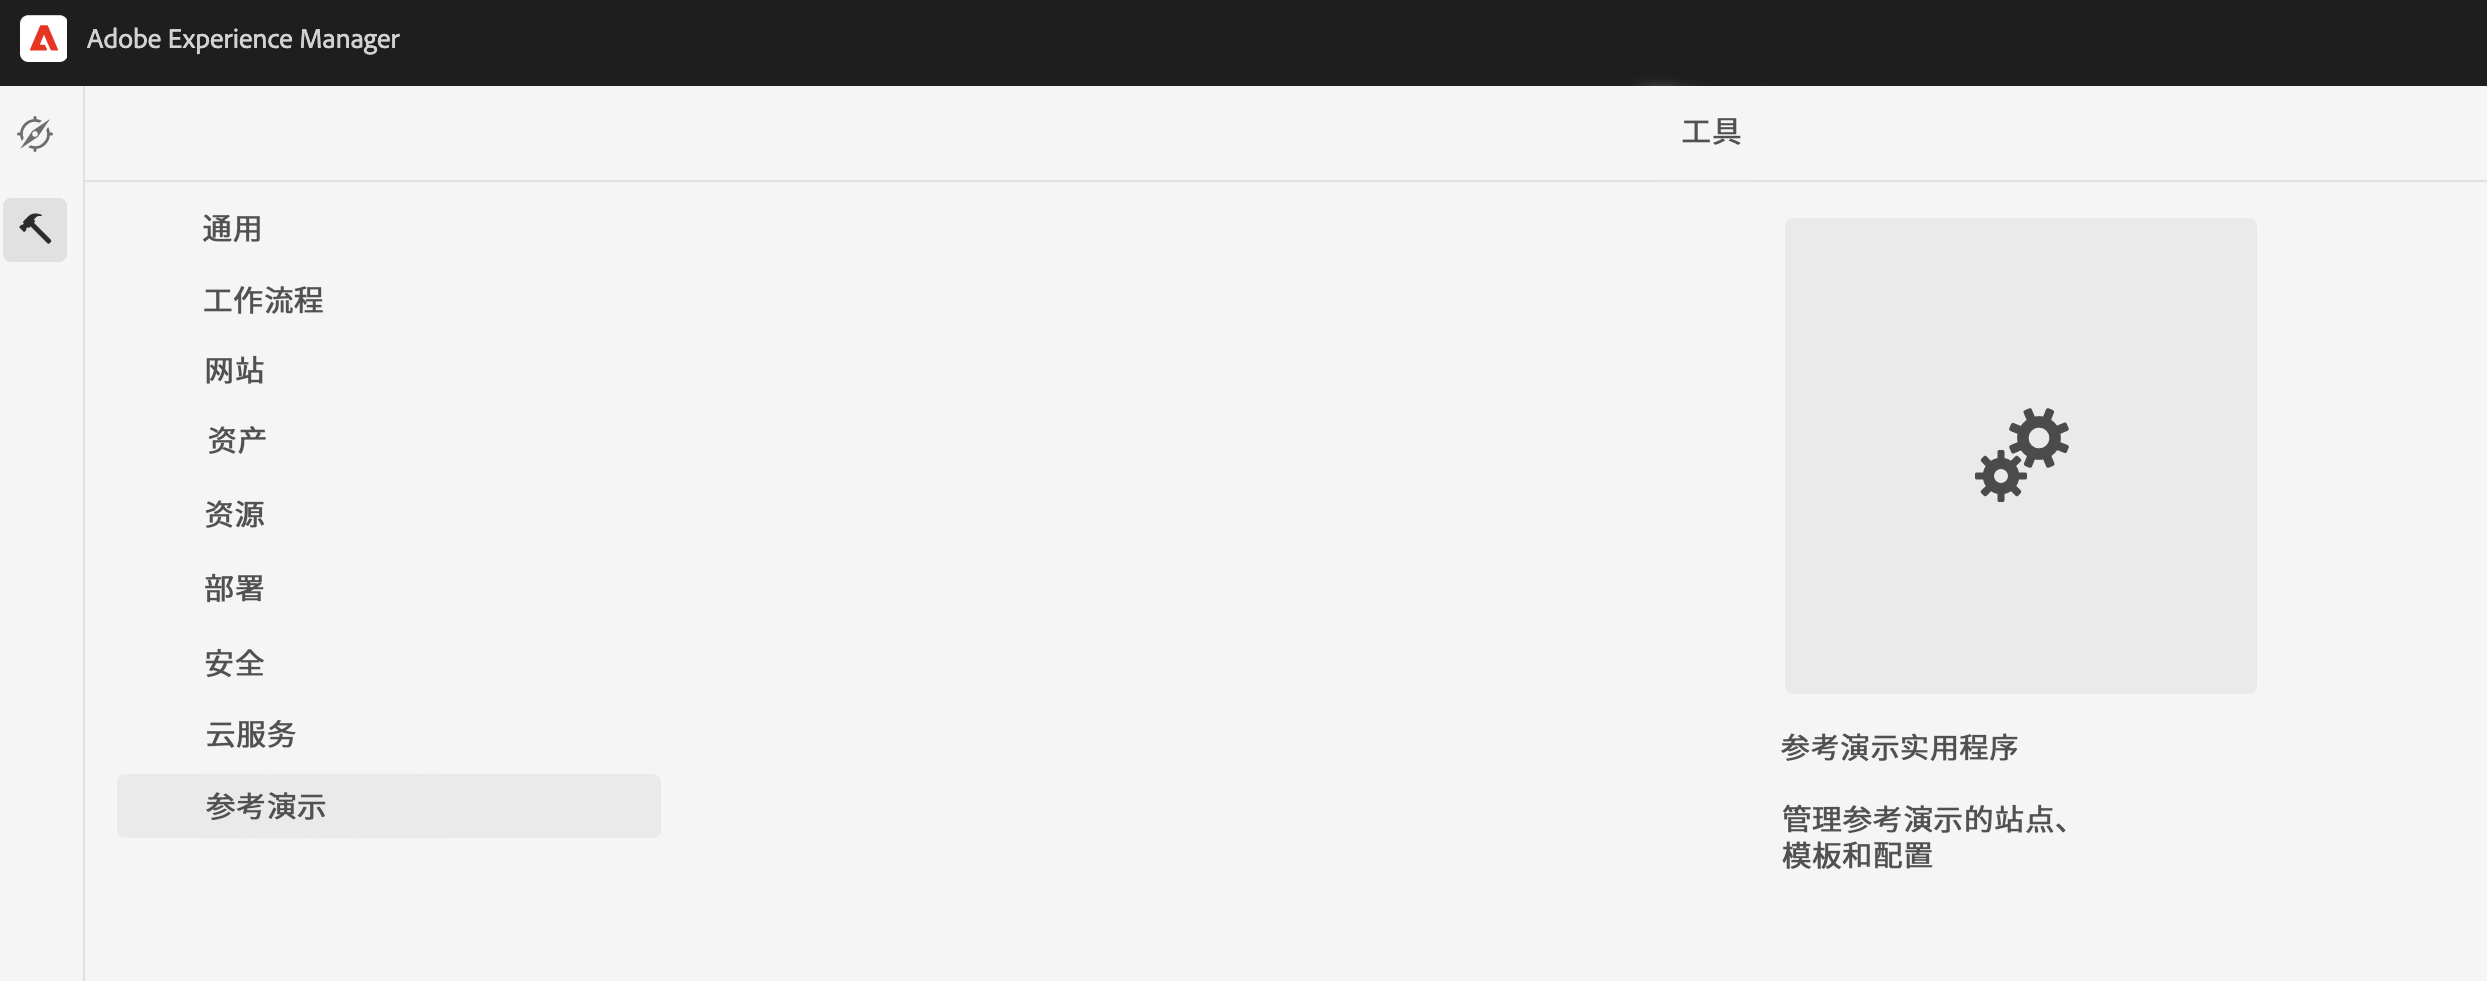 Adobe Experience Manager
工具
通用
工作流程
网站
资产
资源
部署
安全
云服务
参考演示
参考演示实用程序
管理参考演示的站点、
模板和配置